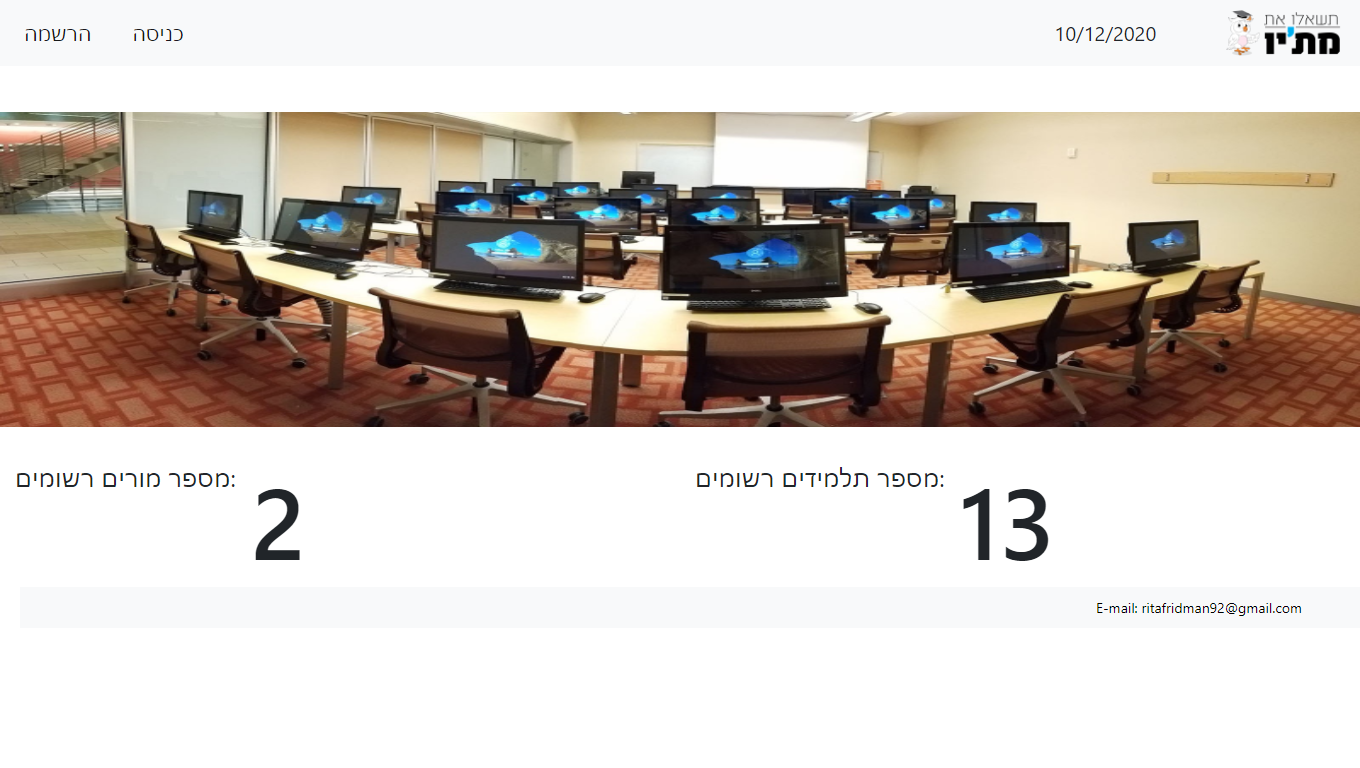 תשאלו את
מת'יו
10/12/2020
כניסה
הרשמה
מספר תלמידים רשומים:
13
מספר מורים רשומים:
2
E-mail: ritafridman92@gmail.com